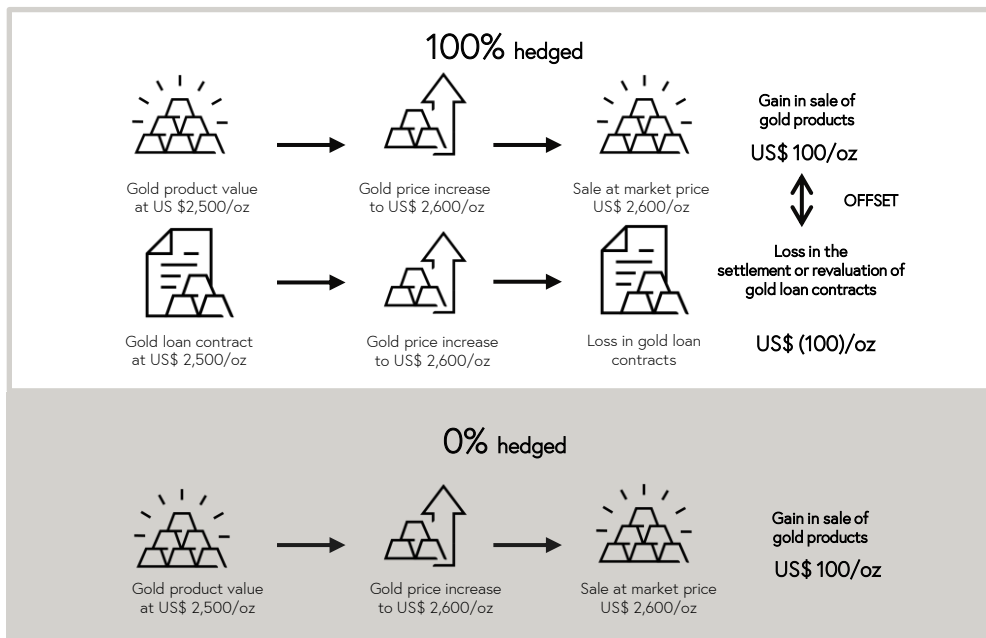 100% hedged
Gold product value
at US $2,500/oz
Gold price increase
to US$ 2,600/oz
Sale at market price
US$ 2,600/oz
Gain in sale of
gold products
US$ 100/oz
OFFSET
Gold loan contract
at US$ 2,500/oz
Gold price increase
to US$ 2,600/oz
Loss in gold loan
contracts
Loss in the
settlement or revaluation of
gold loan contracts
US$ (100)/oz
0% hedged
Gold product value
at US$ 2,500/oz
Gold price increase
to US$ 2,600/oz
Sale at market price
US$ 2,600/oz
Gain in sale of
gold products
US$ 100/oz